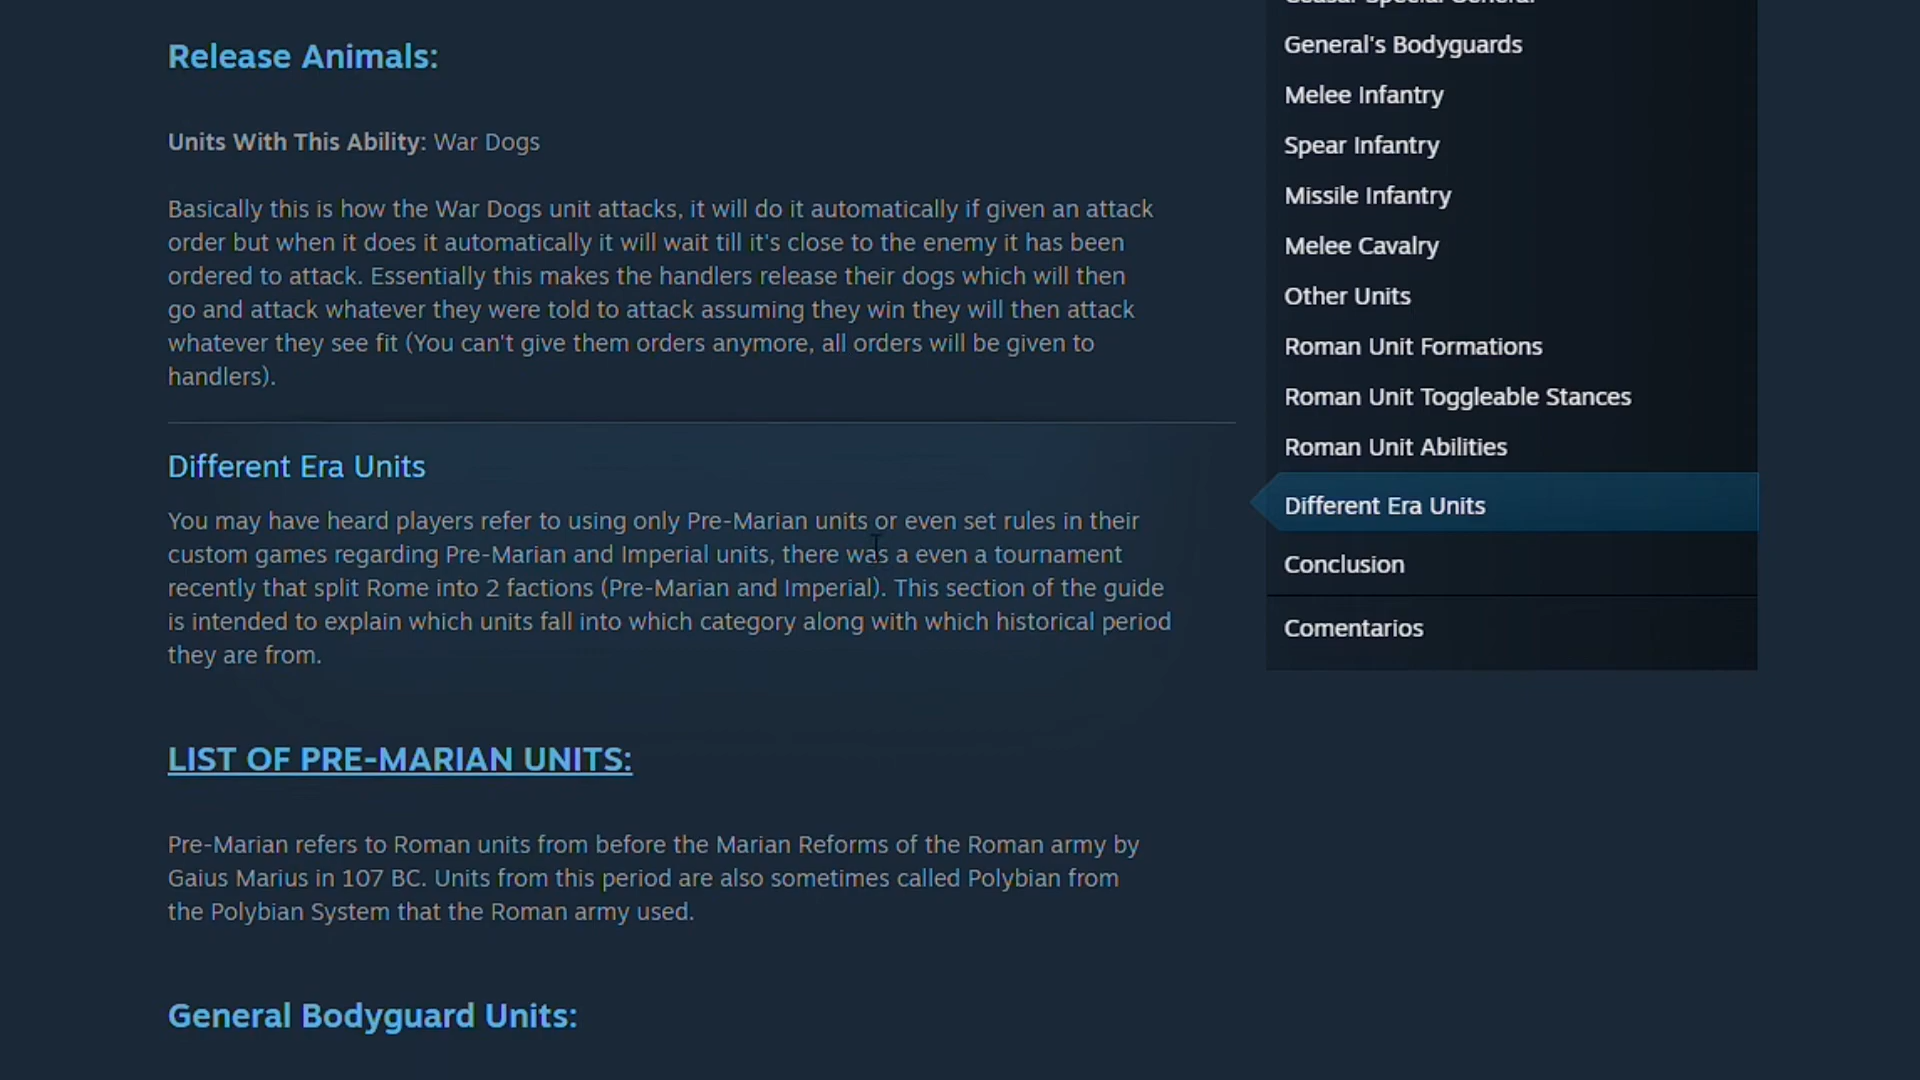 Release Animals:
Units With This Ability: War Dogs
Basically this is how the War Dogs unit attacks, it will do it automatically if given an attack
order but when it does it automatically it will wait till it's close to the enemy it has been
ordered to attack. Essentially this makes the handlers release their dogs which will then
go and attack whatever they were told to attack assuming they win they will then attack
whatever they see fit (You can't give them orders anymore, all orders will be given to
handlers).
Different Era Units
You may have heard players refer to using only Pre-Marian units or even set rules in their
custom games regarding Pre-Marian and Imperial units, there was a even a tournament
recently that split Rome into 2 factions (Pre-Marian and Imperial). This section of the guide
is intended to explain which units fall into which category along with which historical period
they are from.
LIST OF PRE-MARIAN UNITS:
Pre-Marian refers to Roman units from before the Marian Reforms of the Roman army by
Gaius Marius in 107 BC. Units from this period are also sometimes called Polybian from
the Polybian System that the Roman army used.
General Bodyguard Units:
General's Bodyguards
Melee Infantry
Spear Infantry
Missile Infantry
Melee Cavalry
Other Units
Roman Unit Formations
Roman Unit Toggleable Stances
Roman Unit Abilities
Different Era Units
Conclusion
Comentarios